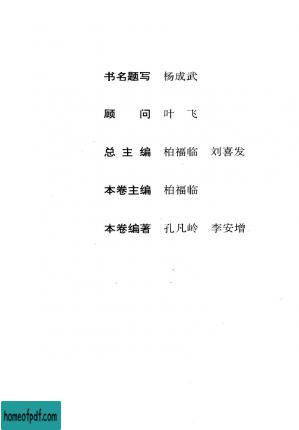 书名题写 杨成武
顾 问 叶 飞
总 主 编 柏福临 刘喜发
本卷主编 柏福临
本卷编著 孔凡岭 李安增
homeofpdf.com